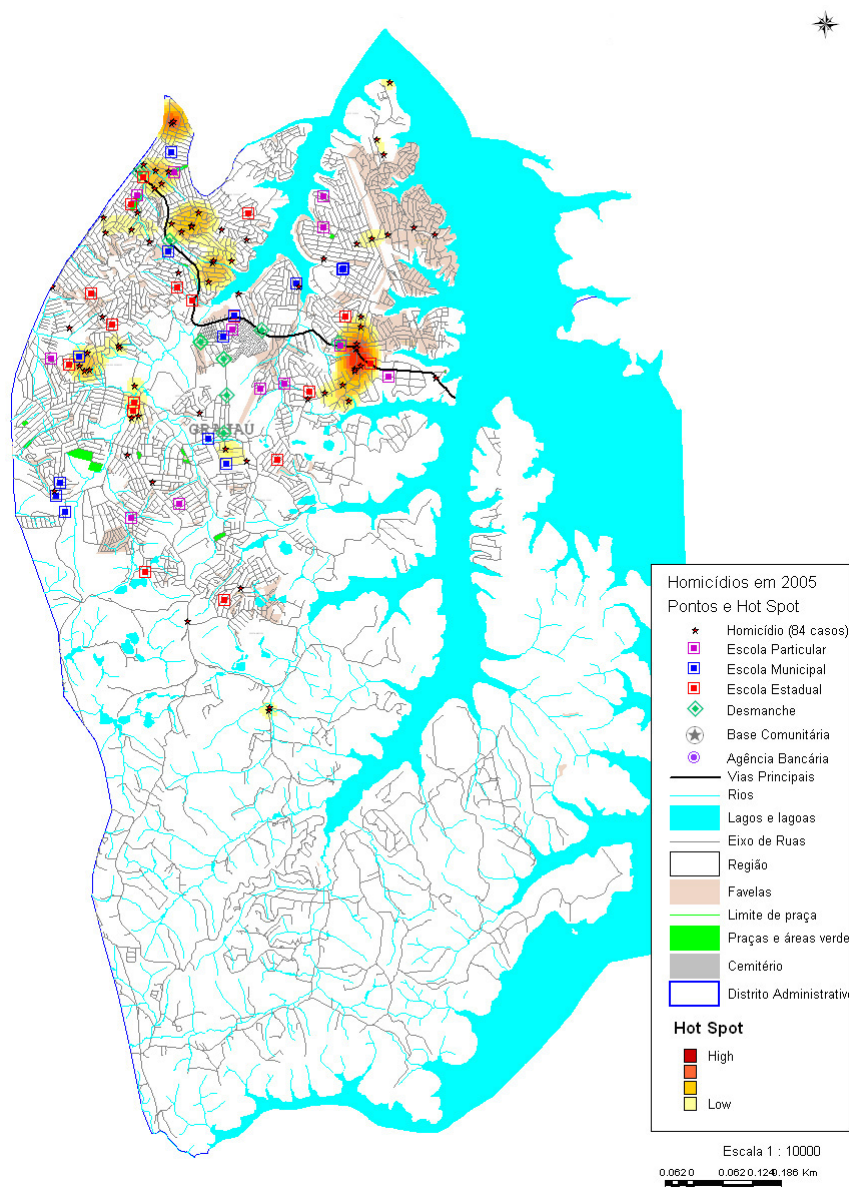 GRAJAU
Homicídios em 2005
Pontos e Hot Spot
Homicídio (84 casos)
Escola Particular
Escola Municipal
Escola Estadual
Desmanche
Base Comunitária
Agência Bancária
Vias Principais
Rios
Lagos e lagoas
Eixo de Ruas
Região
Favelas
Limite de praça
Praças e áreas verde
Cemitério
Distrito Administrativ
Hot Spot
High
Low
Escala 1 : 10000
0.062 0 0.062 0.124 0.186 Km